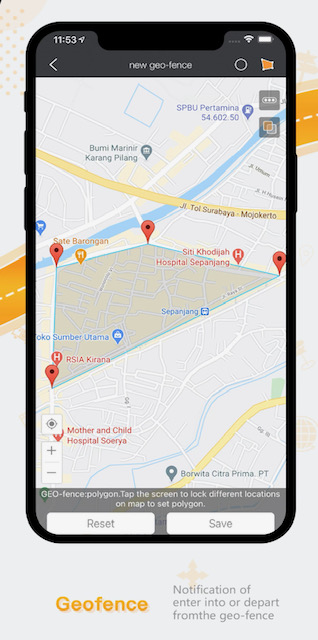 11:53
new geo-fence
SPBU Pertamina
54.602.50
Bumi Marinir
Karang Pilang
Jl. Tol Surabaya - Mojokerto
Sate Barongan
Siti Khodijah
Hospital Sepanjang
Jl. Raya
Sepanjang
Toko Sumber Utama
RSIA Kirana
Mother and Child
Hospital Soerya
Borwita Citra Prima. PT
GEO-fence:polygon.Tap the screen to lock different locations
on map to set polygon.
Reset
Save
Geofence
Notification of
enter into or depart
fromthe geo-fence